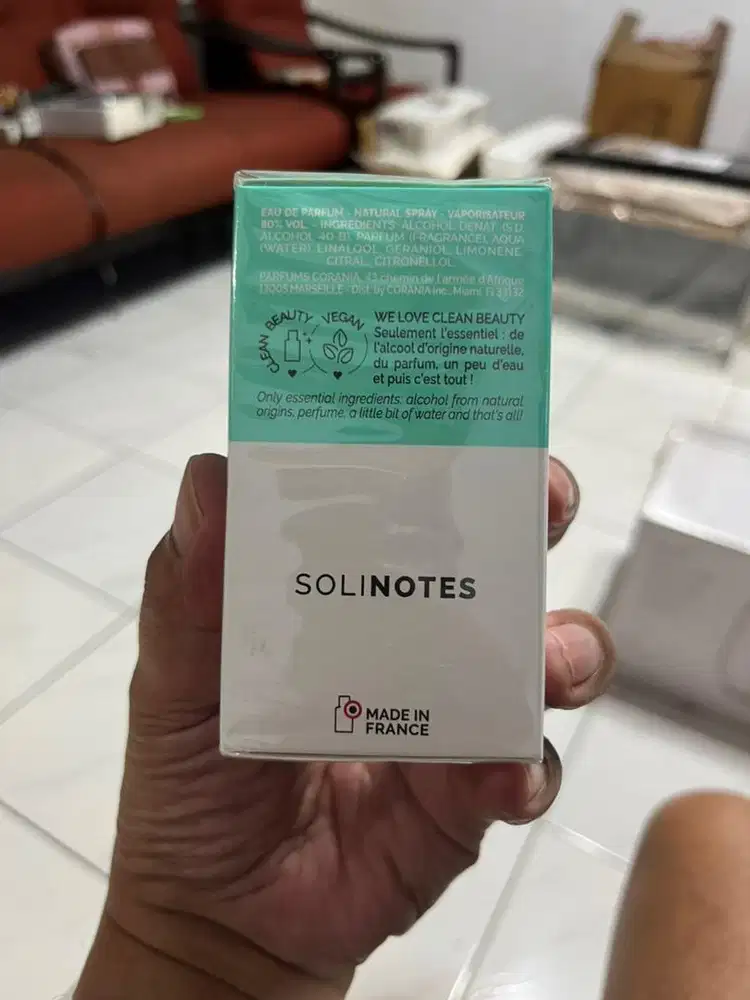 EAU DE PARFUM - NATURAL SPRAY - VAPORISATEUR
80% VOL. - INGREDIENTS: ALCOHOL DENAT. (S.D.
ALCOHOL 40-B), PARFUM (FRAGRANCE), AQUA
(WATER), LINALOOL, GERANIOL, LIMONENE,
CITRAL, CITRONELLOL.
PARFUMS CORANIA, 43 chemin de l'armée d'Afrique
13005 MARSEILLE - Dist. by CORANIA Inc., Miami, Fl 33132
CLEAN BEAUTY VEGAN
WE LOVE CLEAN BEAUTY
Seulement l'essentiel : de
l'alcool d'origine naturelle,
du parfum, un peu d'eau
et puis c'est tout !
Only essential ingredients: alcohol from natural
origins, perfume, a little bit of water and that's all!
SOLINOTES
MADE IN
FRANCE